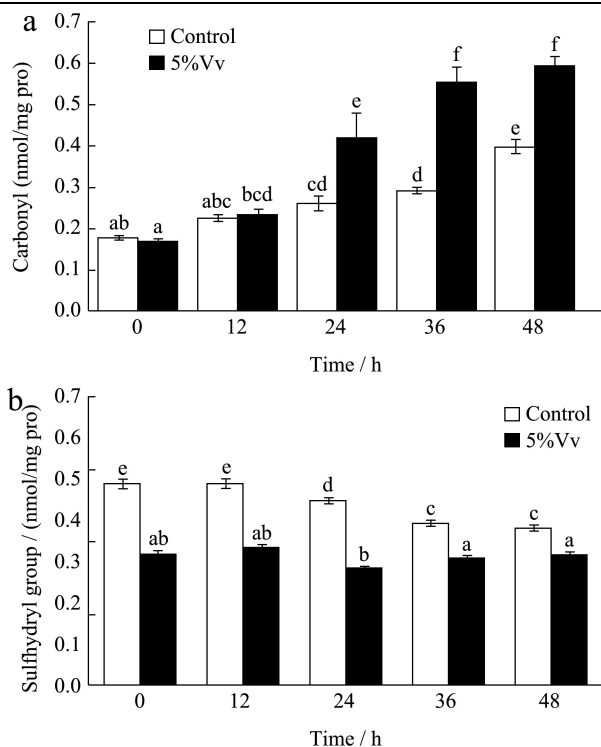 a
Control
5%Vv
Carbonyl (nmol/mg pro)
0.7
0.6
0.5
0.4
0.3
0.2
0.1
0.0
ab a abc bcd cd e d f e f
0 12 24 36 48
Time / h
b
Control
5%Vv
Sulfhydryl group / (nmol/mg pro)
0.7
0.6
0.5
0.4
0.3
0.2
0.1
0.0
e ab e ab d b c a c a
0 12 24 36 48
Time / h